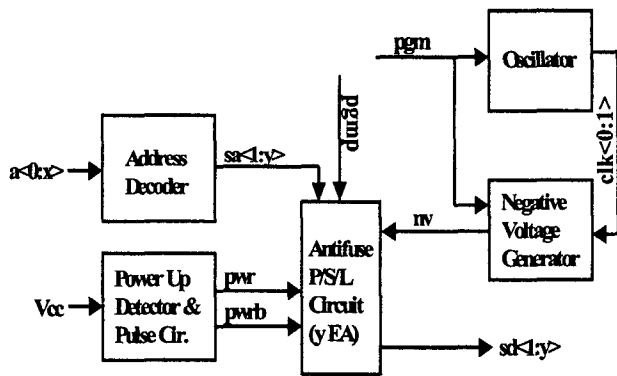 pgm
Oscillator
pgmp
clk<0:1>
a<0:x>
Address
Decoder
sa<1:y>
Negative
Voltage
Generator
nv
Antifuse
P/S/L
Circuit
(y EA)
Vcc
Power Up
Detector &
Pulse Cir.
pwr
pwrb
sd<1:y>